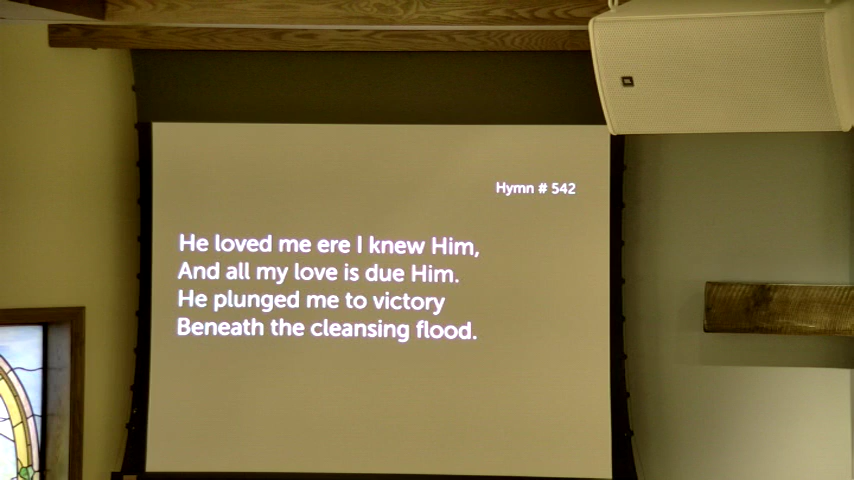 Hymn # 542
He loved me ere I knew Him,
And all my love is due Him.
He plunged me to victory
Beneath the cleansing flood.